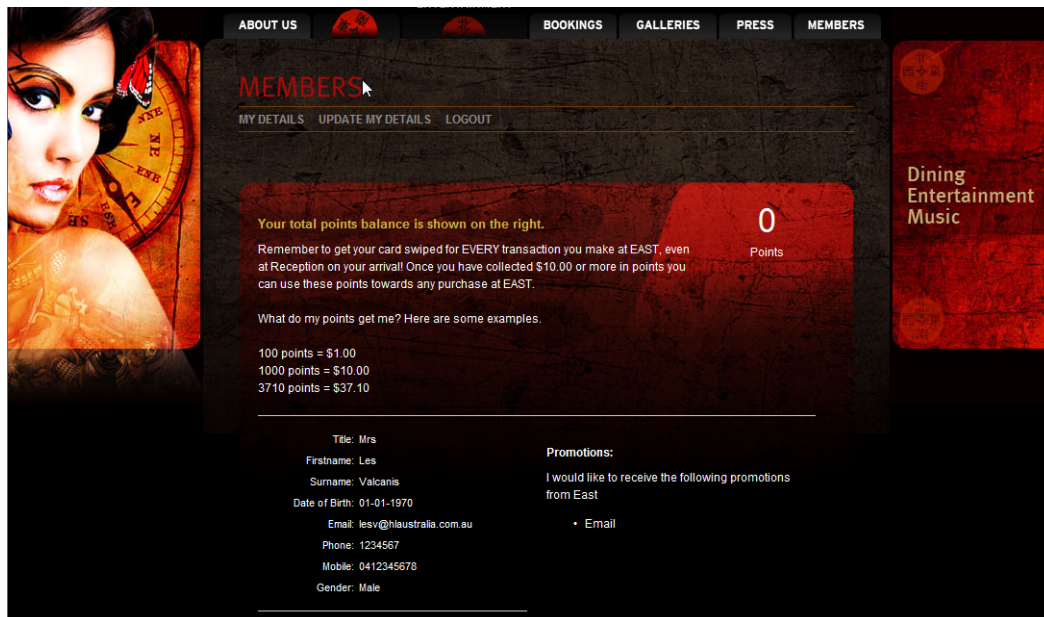 ABOUT US
BOOKINGS
GALLERIES
PRESS
MEMBERS
北
MEMBERS
MY DETAILS UPDATE MY DETAILS LOGOUT
NNE
NE
ENE
ESE
Dining
Entertainment
Music
Your total points balance is shown on the right.
0
Points
Remember to get your card swiped for EVERY transaction you make at EAST, even
at Reception on your arrival! Once you have collected $10.00 or more in points you
can use these points towards any purchase at EAST.
What do my points get me? Here are some examples.
100 points = $1.00
1000 points = $10.00
3710 points = $37.10
Title: Mrs
Firstname: Les
Surname: Valcanis
Date of Birth: 01-01-1970
Email: lesv@hlaustralia.com.au
Phone: 1234567
Mobile: 0412345678
Gender: Male
Promotions:
I would like to receive the following promotions
from East
• Email